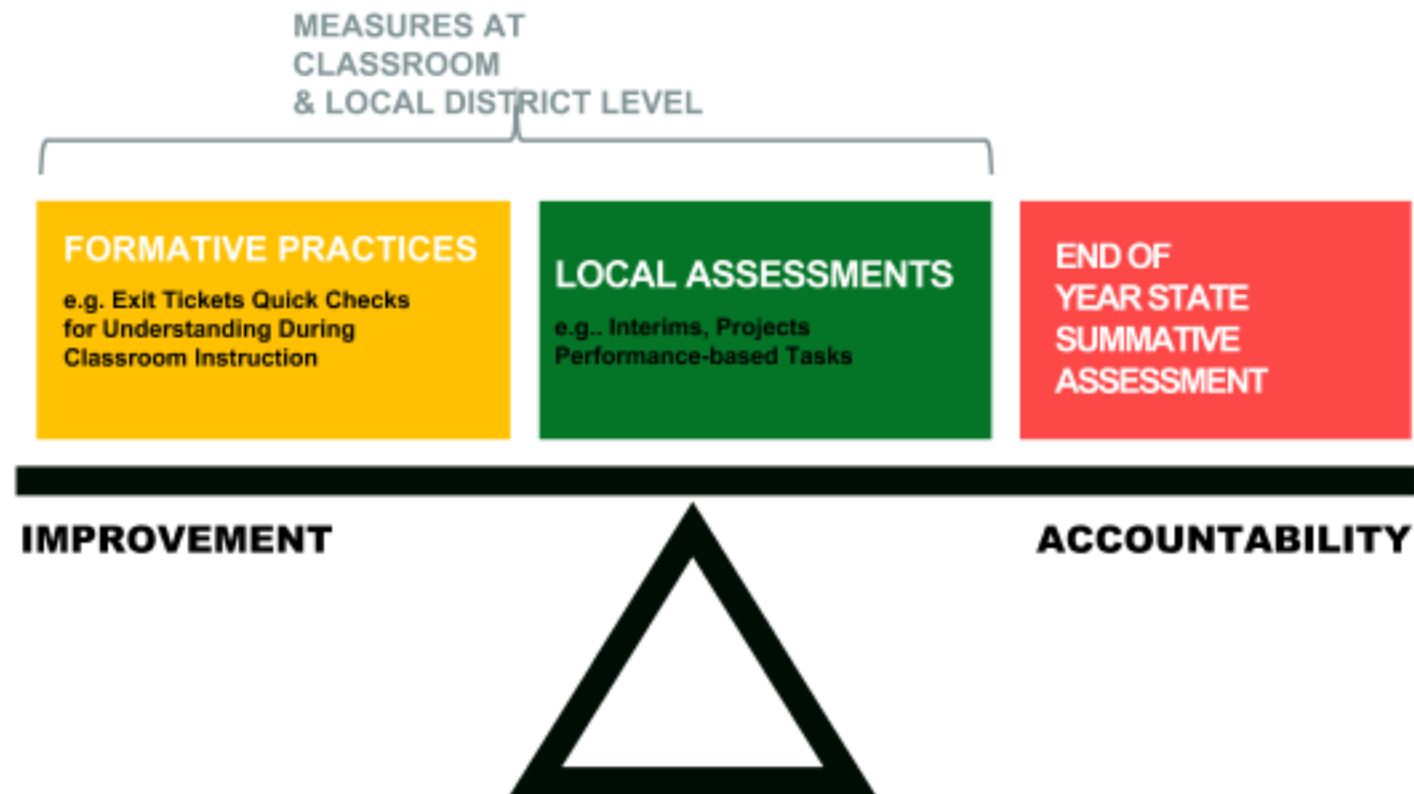 MEASURES AT
CLASSROOM
& LOCAL DISTRICT LEVEL
FORMATIVE PRACTICES
e.g. Exit Tickets Quick Checks
for Understanding During
Classroom Instruction
LOCAL ASSESSMENTS
e.g.. Interims, Projects
Performance-based Tasks
END OF
YEAR STATE
SUMMATIVE
ASSESSMENT
IMPROVEMENT
ACCOUNTABILITY